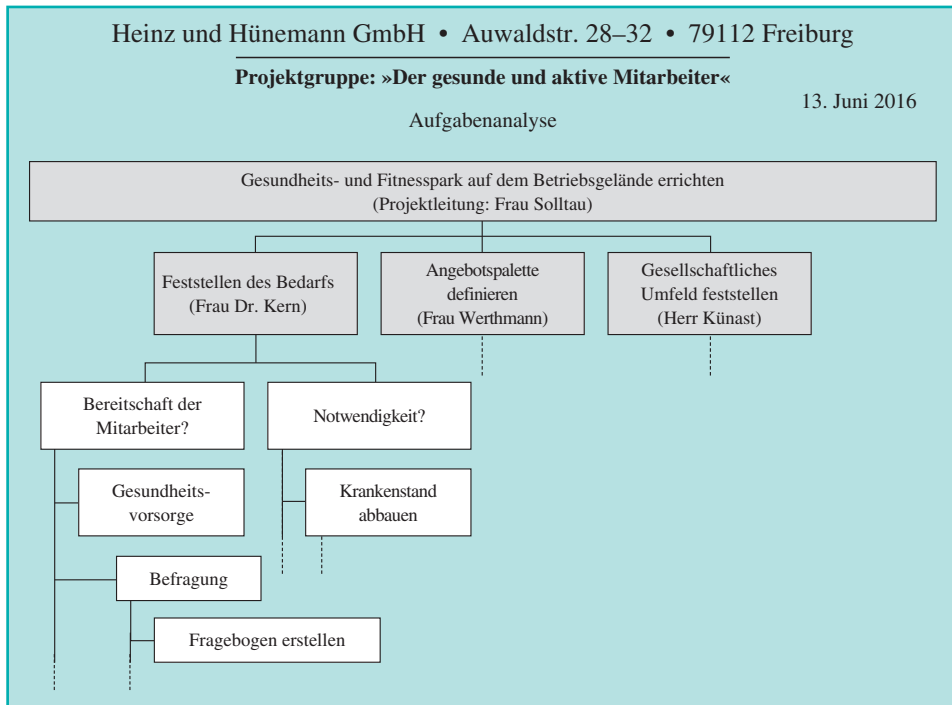 Heinz und Hünemann GmbH • Auwaldstr. 28–32 • 79112 Freiburg
Projektgruppe: »Der gesunde und aktive Mitarbeiter«
13. Juni 2016
Aufgabenanalyse
Gesundheits- und Fitnesspark auf dem Betriebsgelände errichten
(Projektleitung: Frau Solltau)
Feststellen des Bedarfs
(Frau Dr. Kern)
Angebotspalette
definieren
(Frau Werthmann)
Gesellschaftliches
Umfeld feststellen
(Herr Künast)
Bereitschaft der
Mitarbeiter?
Notwendigkeit?
Gesundheits-
vorsorge
Krankenstand
abbauen
Befragung
Fragebogen erstellen